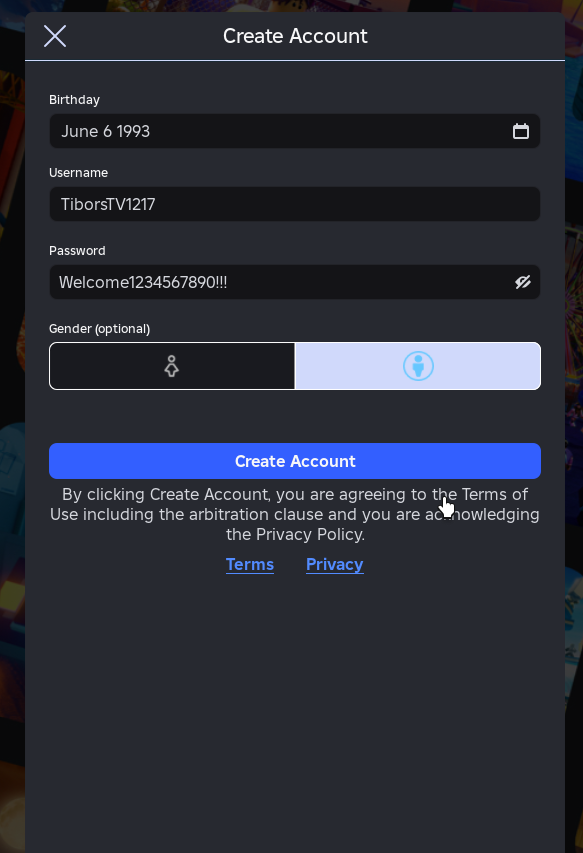 Create Account
Birthday
June 6 1993
Username
TiborsTV1217
Password
Welcome1234567890!!!
Gender (optional)
Create Account
By clicking Create Account, you are agreeing to the Terms of
Use including the arbitration clause and you are acknowledging
the Privacy Policy.
Terms Privacy